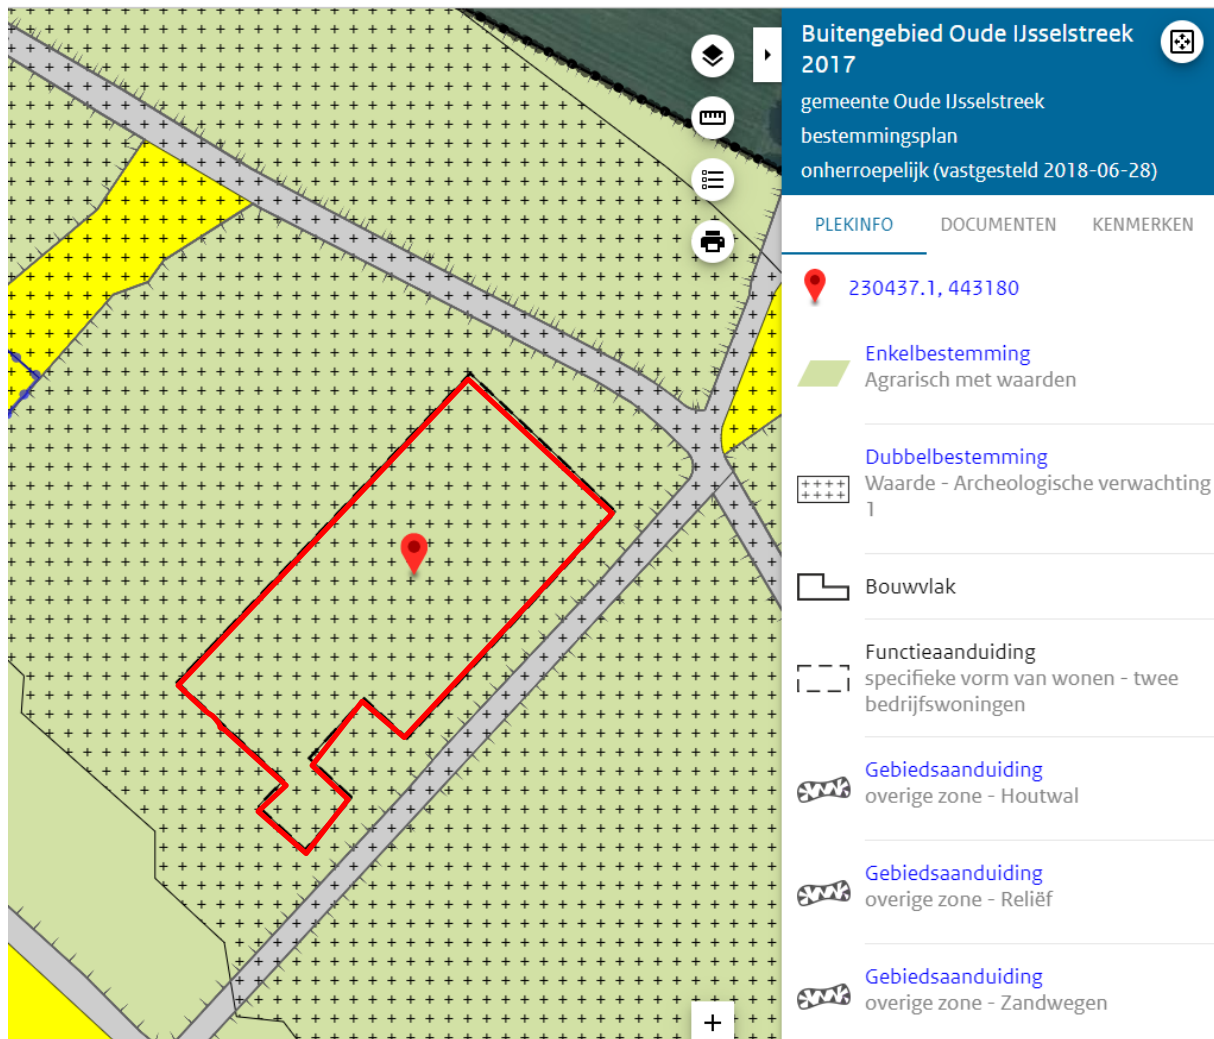 Buitengebied Oude IJsselstreek
2017
gemeente Oude IJsselstreek
bestemmingsplan
onherroepelijk (vastgesteld 2018-06-28)
PLEKINFO DOCUMENTEN KENMERKEN
230437.1, 443180
Enkelbestemming
Agrarisch met waarden
Dubbelbestemming
Waarde - Archeologische verwachting
1
Bouwvlak
Functieaanduiding
specifieke vorm van wonen - twee
bedrijfswoningen
Gebiedsaanduiding
overige zone - Houtwal
Gebiedsaanduiding
overige zone - Reliëf
Gebiedsaanduiding
overige zone - Zandwegen